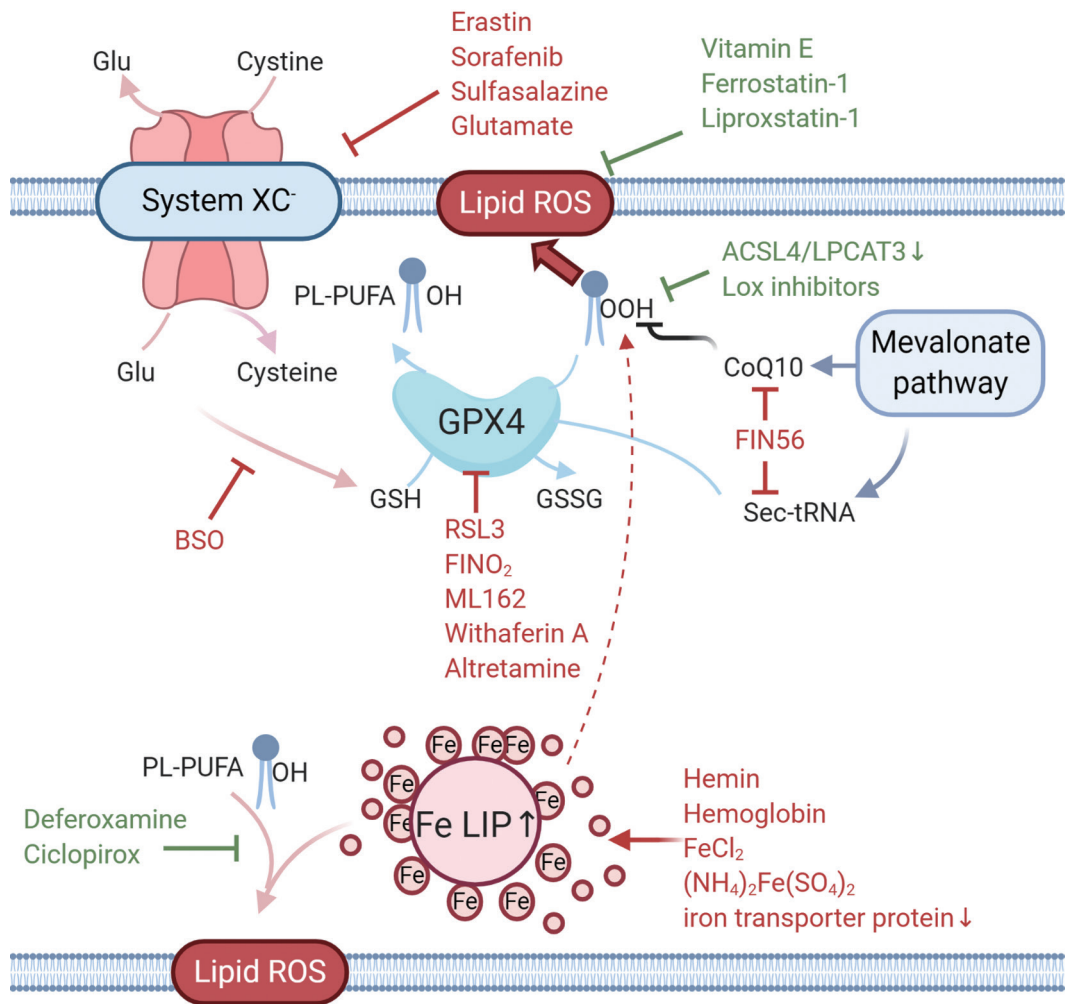 Glu
Cystine
Erastin
Sorafenib
Sulfasalazine
Glutamate
Vitamin E
Ferrostatin-1
Liproxstatin-1
System XC⁻
Lipid ROS
ACSL4/LPCAT3↓
Lox inhibitors
PL-PUFA
OH
OOH
Glu
Cysteine
CoQ10
Mevalonate
pathway
GPX4
FIN56
GSH
GSSG
Sec-tRNA
BSO
RSL3
FINO₂
ML162
Withaferin A
Altretamine
PL-PUFA
OH
Fe
Fe
Fe
Fe
Fe
Fe
Fe LIP↑
Fe
Fe
Fe
Fe
Deferoxamine
Ciclopirox
Hemin
Hemoglobin
FeCl₂
(NH₄)₂Fe(SO₄)₂
iron transporter protein↓
Lipid ROS